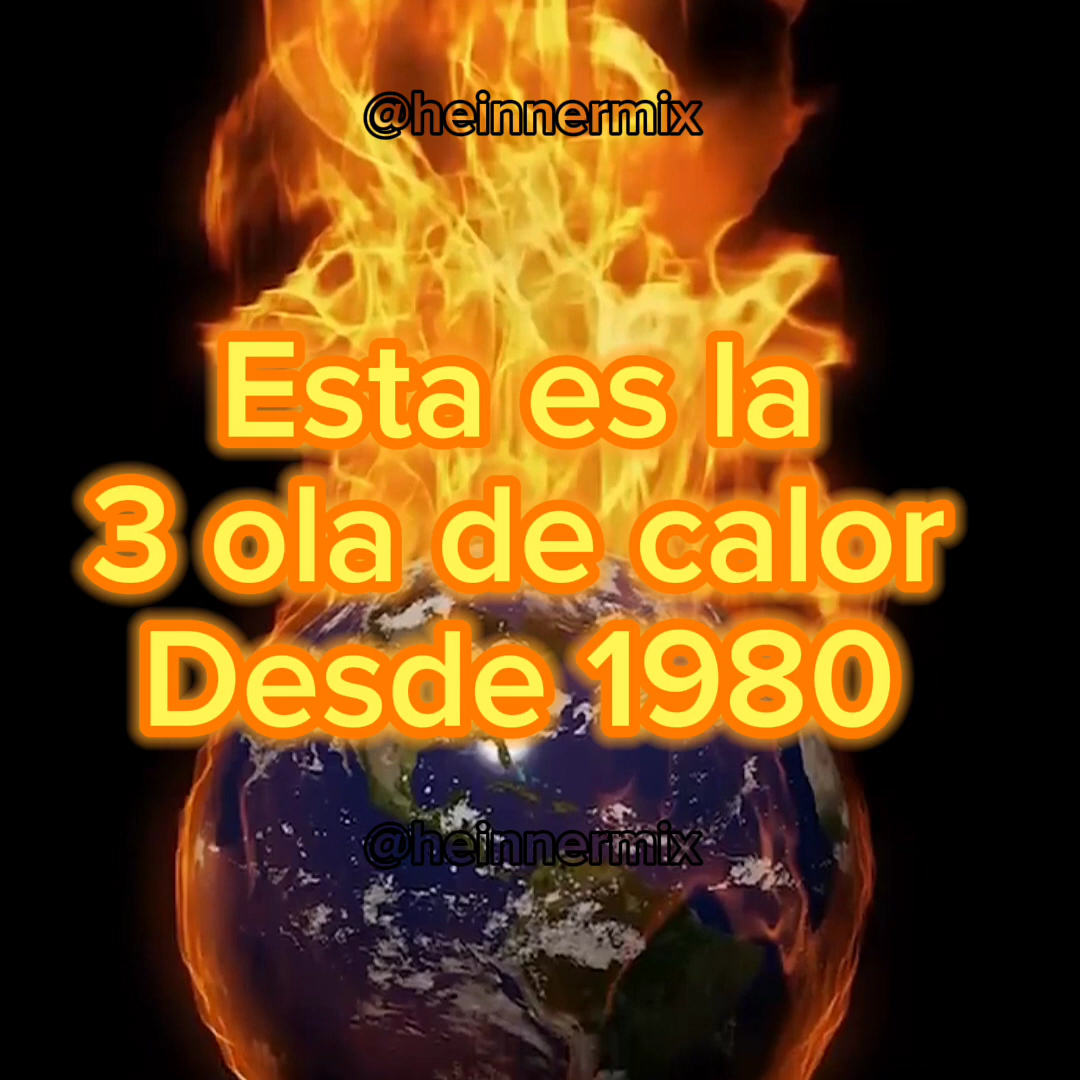 @heinnermix
Esta es la
3 ola de calor
Desde 1980
@heinnermix